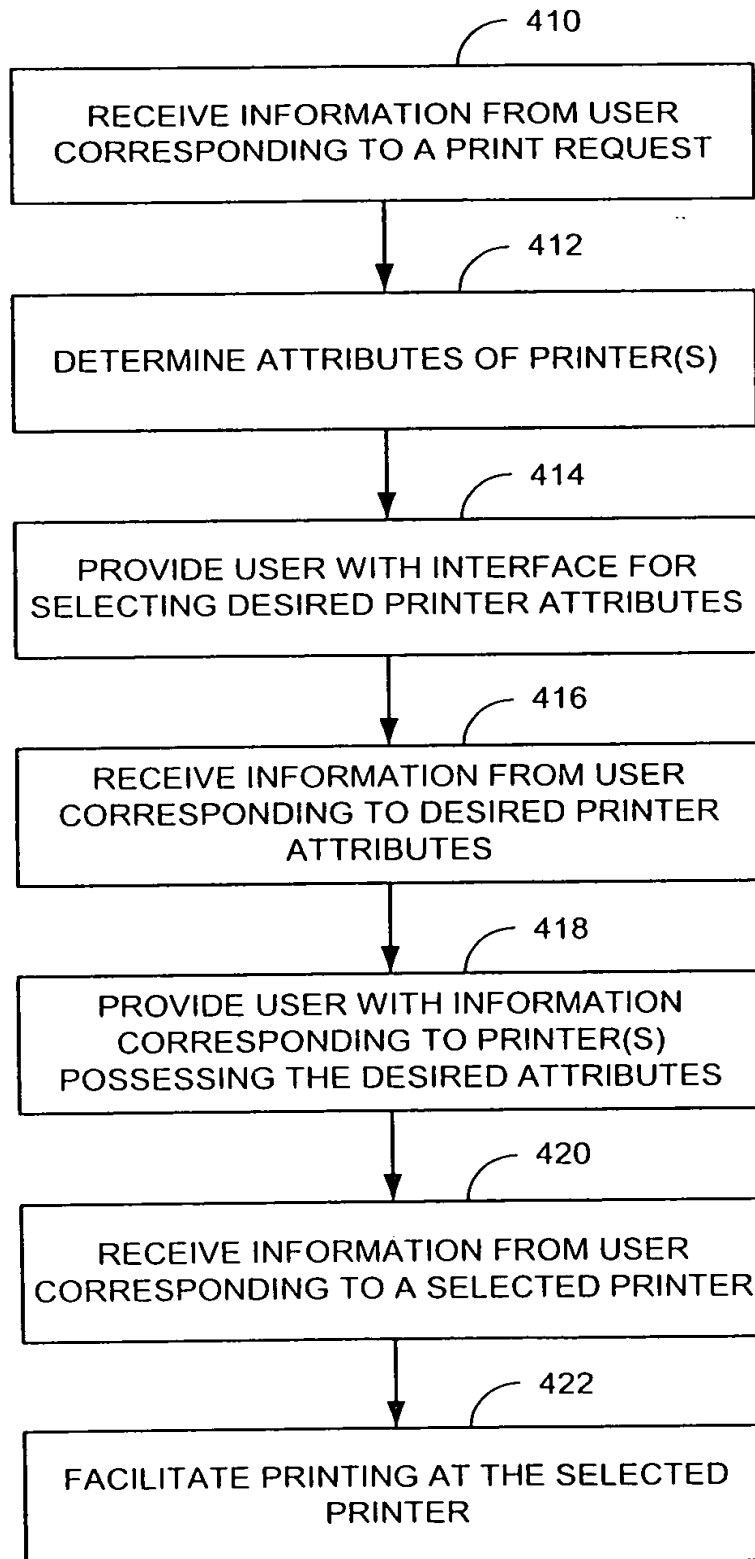 410
RECEIVE INFORMATION FROM USER
CORRESPONDING TO A PRINT REQUEST
412
DETERMINE ATTRIBUTES OF PRINTER(S)
414
PROVIDE USER WITH INTERFACE FOR
SELECTING DESIRED PRINTER ATTRIBUTES
416
RECEIVE INFORMATION FROM USER
CORRESPONDING TO DESIRED PRINTER
ATTRIBUTES
418
PROVIDE USER WITH INFORMATION
CORRESPONDING TO PRINTER(S)
POSSESSING THE DESIRED ATTRIBUTES
420
RECEIVE INFORMATION FROM USER
CORRESPONDING TO A SELECTED PRINTER
422
FACILITATE PRINTING AT THE SELECTED
PRINTER